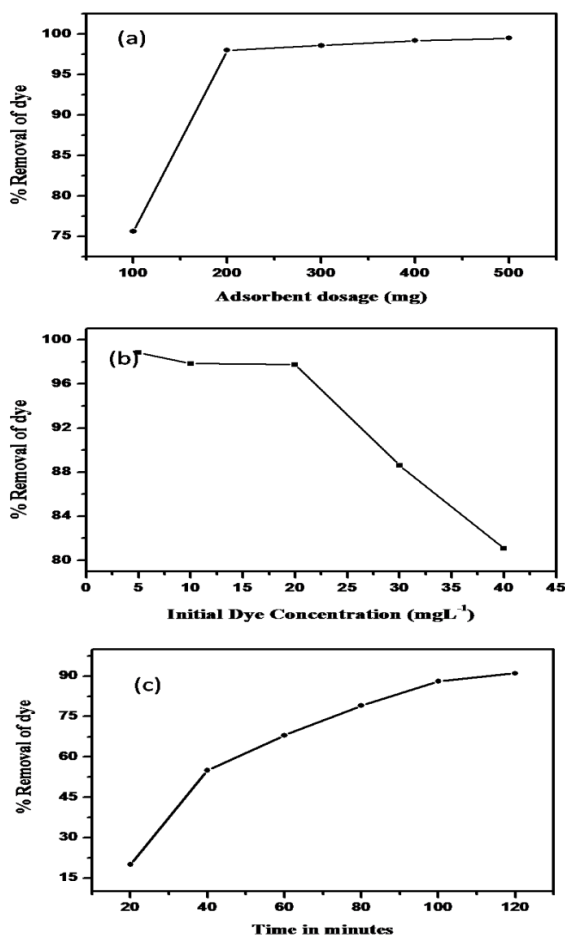 (a)
% Removal of dye
100
95
90
85
80
75
100 200 300 400 500
Adsorbent dosage (mg)
(b)
% Removal of dye
100
96
92
88
84
80
0 5 10 15 20 25 30 35 40 45
Initial Dye Concentration (mgL⁻¹)
(c)
% Removal of dye
90
75
60
45
30
15
20 40 60 80 100 120
Time in minutes